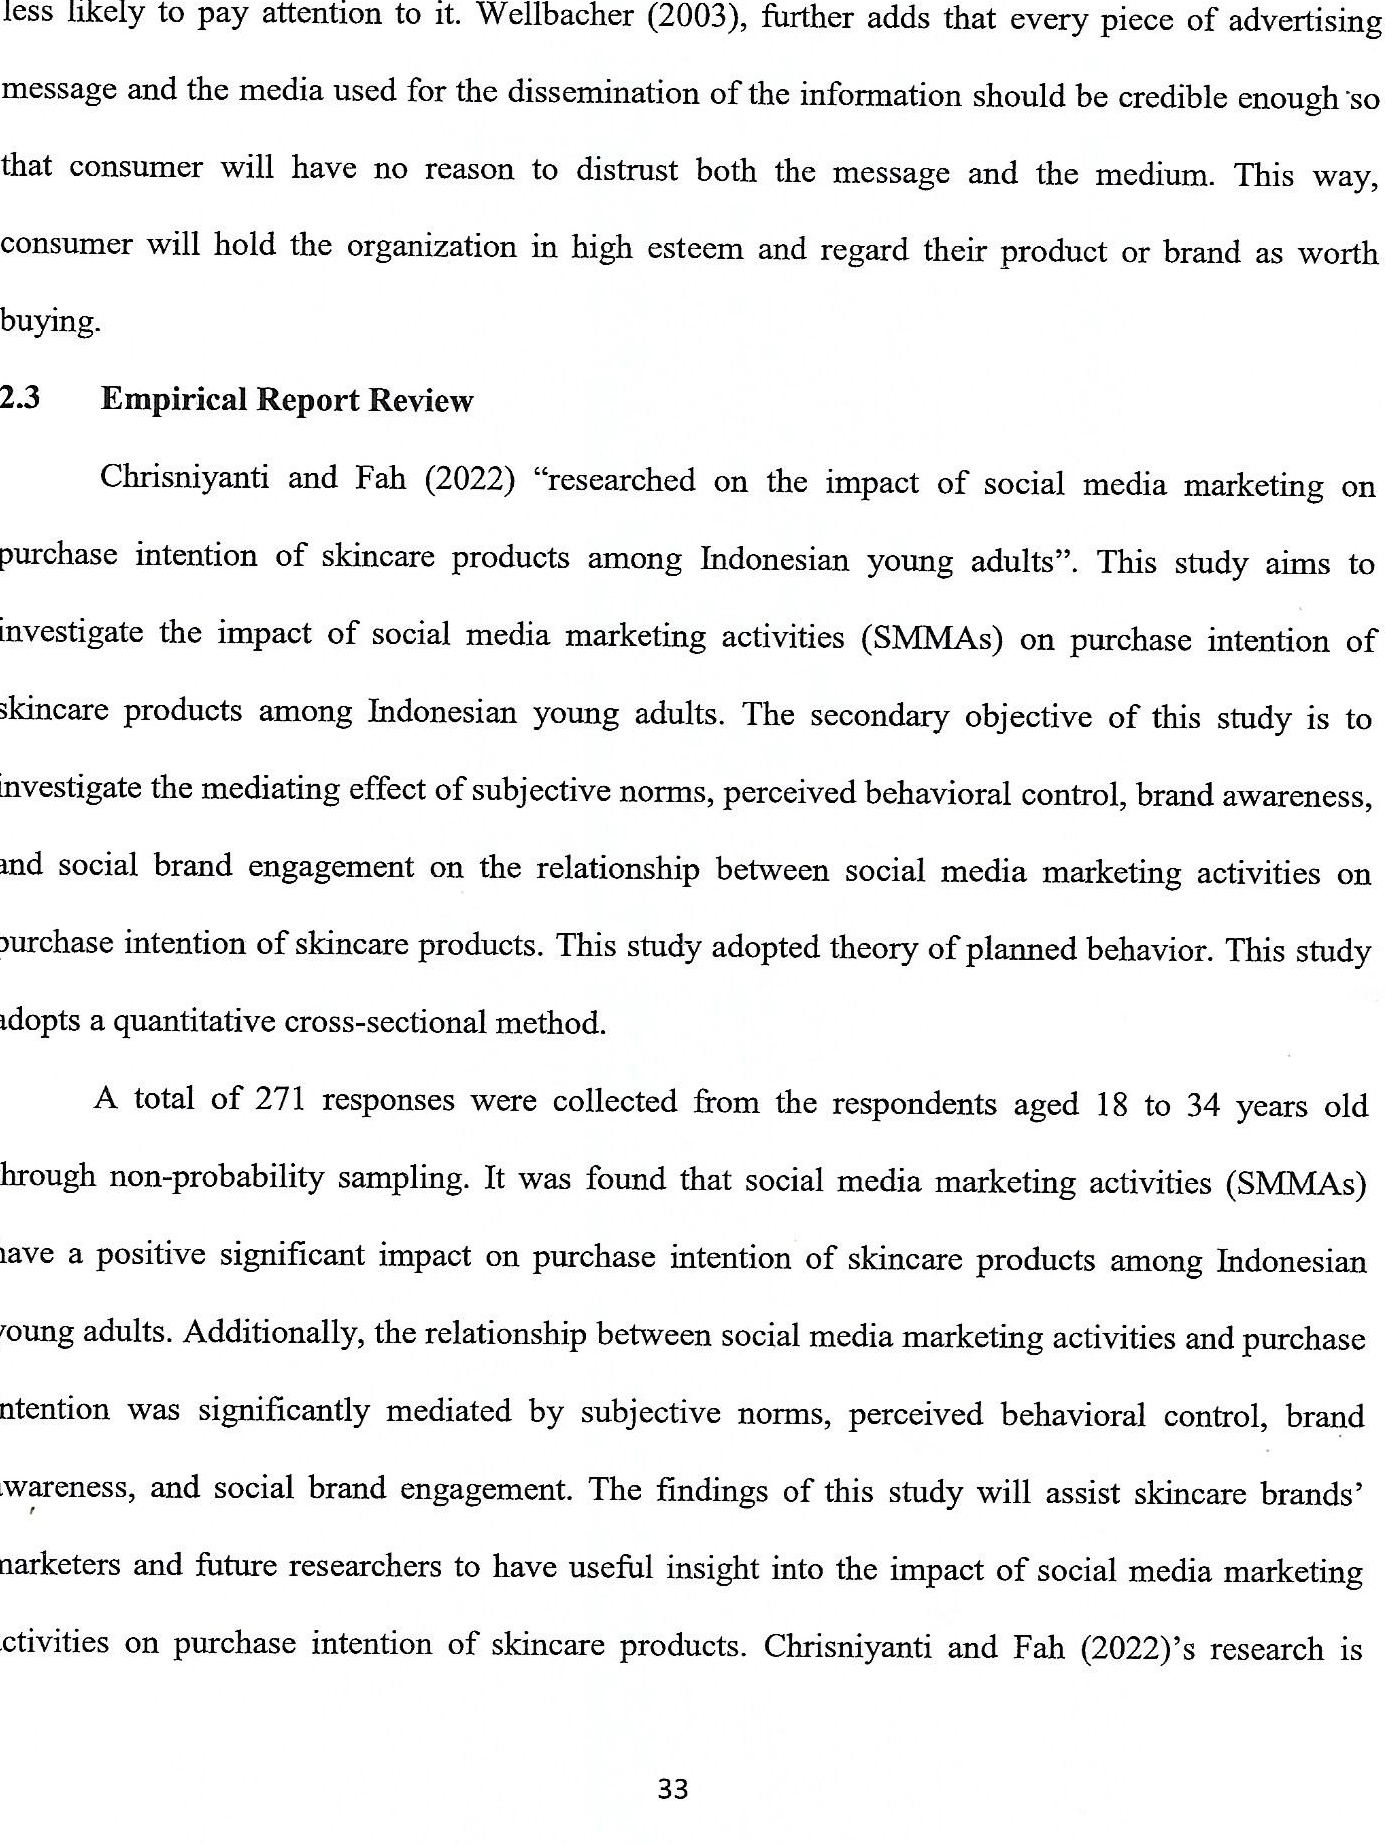 less likely to pay attention to it. Wellbacher (2003), further adds that every piece of advertising
message and the media used for the dissemination of the information should be credible enough so
that consumer will have no reason to distrust both the message and the medium. This way,
consumer will hold the organization in high esteem and regard their product or brand as worth
buying.
2.3 Empirical Report Review
Chrisniyanti and Fah (2022) “researched on the impact of social media marketing on
purchase intention of skincare products among Indonesian young adults”. This study aims to
investigate the impact of social media marketing activities (SMMAs) on purchase intention of
skincare products among Indonesian young adults. The secondary objective of this study is to
investigate the mediating effect of subjective norms, perceived behavioral control, brand awareness,
and social brand engagement on the relationship between social media marketing activities on
purchase intention of skincare products. This study adopted theory of planned behavior. This study
adopts a quantitative cross-sectional method.
A total of 271 responses were collected from the respondents aged 18 to 34 years old
hrough non-probability sampling. It was found that social media marketing activities (SMMAs)
have a positive significant impact on purchase intention of skincare products among Indonesian
young adults. Additionally, the relationship between social media marketing activities and purchase
ntention was significantly mediated by subjective norms, perceived behavioral control, brand
wareness, and social brand engagement. The findings of this study will assist skincare brands’
marketers and future researchers to have useful insight into the impact of social media marketing
ctivities on purchase intention of skincare products. Chrisniyanti and Fah (2022)’s research is
33